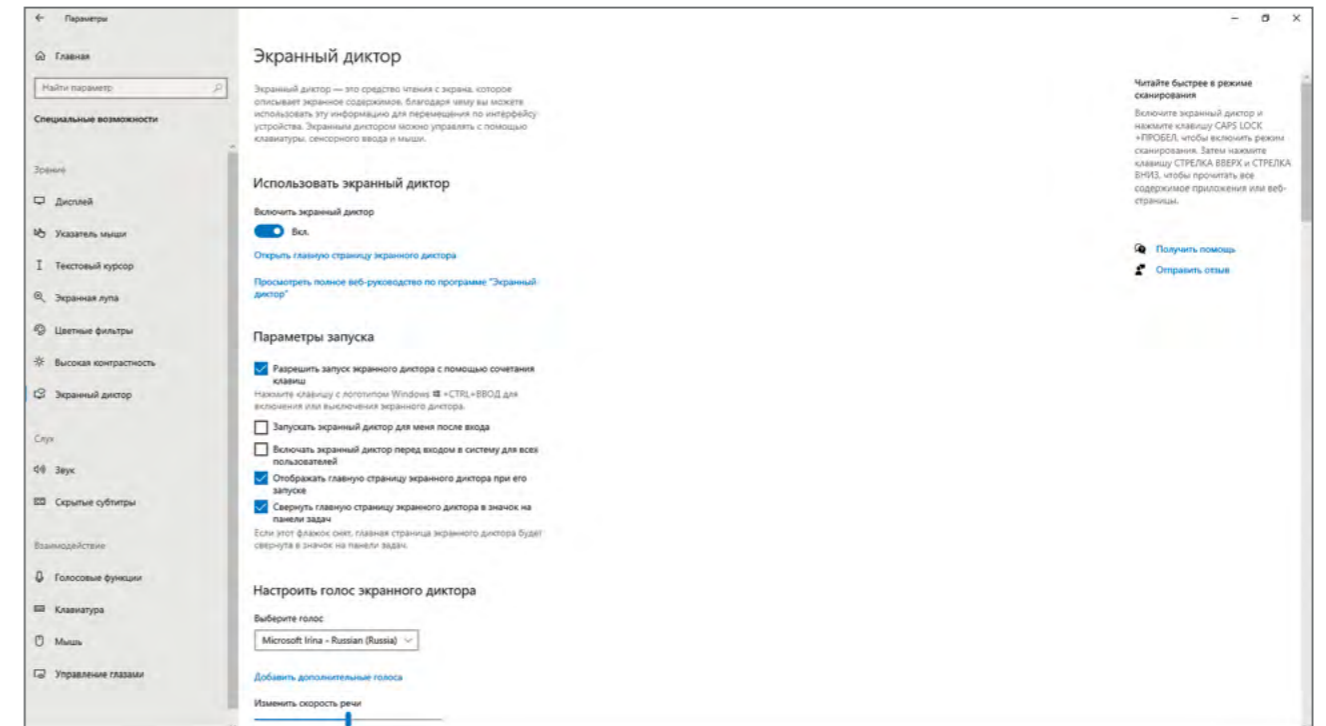 Параметры
Главная
Найти параметр
Специальные возможности
Зрение
Дисплей
Указатель мыши
Текстовый курсор
Экранная лупа
Цветные фильтры
Высокая контрастность
Экранный диктор
Слух
Звук
Скрытые субтитры
Взаимодействие
Голосовые функции
Клавиатура
Мышь
Управление глазами
Экранный диктор
Экранный диктор — это средство чтения с экрана, которое
описывает экранное содержимое, благодаря чему вы можете
использовать эту информацию для перемещения по интерфейсу
устройства. Экранным диктором можно управлять с помощью
клавиатуры, сенсорного ввода и мыши.
Использовать экранный диктор
Включить экранный диктор
Вкл.
Открыть главную страницу экранного диктора
Просмотреть полное веб-руководство по программе "Экранный
диктор"
Параметры запуска
Разрешить запуск экранного диктора с помощью сочетания
клавиш
Нажмите клавишу с логотипом Windows +CTRL+ВВОД для
включения или выключения экранного диктора.
Запускать экранный диктор для меня после входа
Включать экранный диктор перед входом в систему для всех
пользователей
Отображать главную страницу экранного диктора при его
запуске
Свернуть главную страницу экранного диктора в значок на
панели задач
Если этот флажок снят, главная страница экранного диктора будет
свернута в значок на панели задач.
Настроить голос экранного диктора
Выберите голос
Microsoft Irina - Russian (Russia)
Добавить дополнительные голоса
Изменить скорость речи
Читайте быстрее в режиме
сканирования
Включите экранный диктор и
нажмите клавишу CAPS LOCK
+ПРОБЕЛ, чтобы включить режим
сканирования. Затем нажмите
клавишу СТРЕЛКА ВВЕРХ и СТРЕЛКА
ВНИЗ, чтобы прочитать все
содержимое приложения или веб-
страницы.
Получить помощь
Отправить отзыв